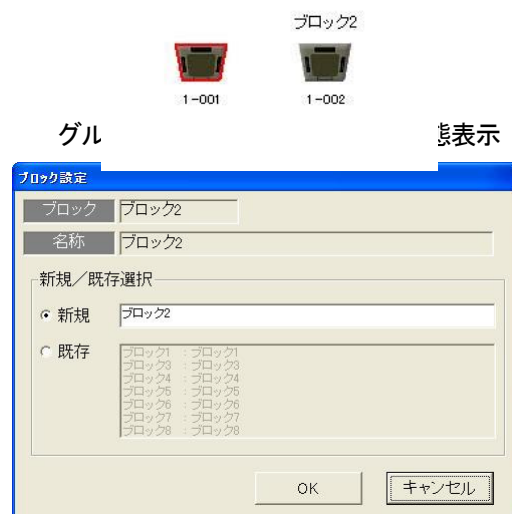 ブロック2
1-001
1-002
グル
態表示
ブロック設定
ブロック ブロック2
名称 ブロック2
新規／既存選択
新規 ブロック2
既存
ブロック1 : ブロック1
ブロック3 : ブロック3
ブロック4 : ブロック4
ブロック5 : ブロック5
ブロック6 : ブロック6
ブロック7 : ブロック7
ブロック8 : ブロック8
OK キャンセル